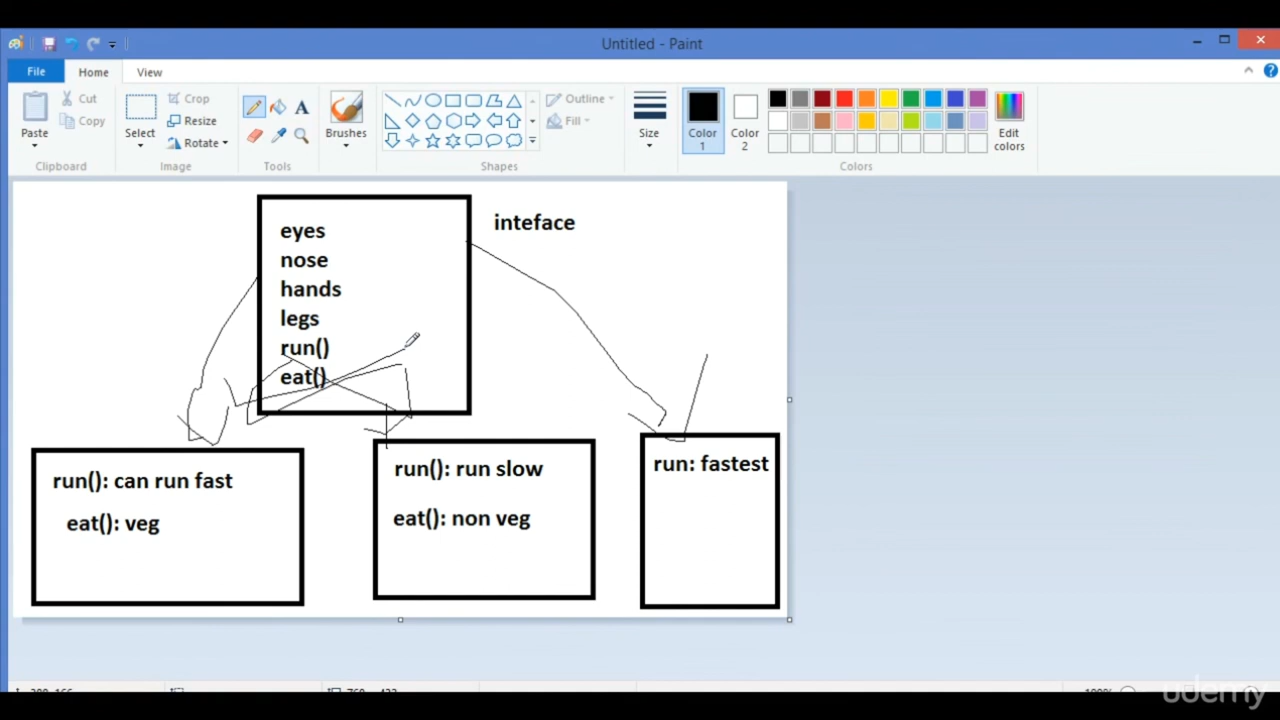 Untitled - Paint
File
Home
View
Paste
Cut
Copy
Clipboard
Select
Crop
Resize
Rotate
Image
A
Tools
Brushes
Outline
Fill
Shapes
Size
Color 1
Color 2
Edit colors
Colors
eyes
nose
hands
legs
run()
eat()
inteface
run(): can run fast
eat(): veg
run(): run slow
eat(): non veg
run: fastest
100%
udemy